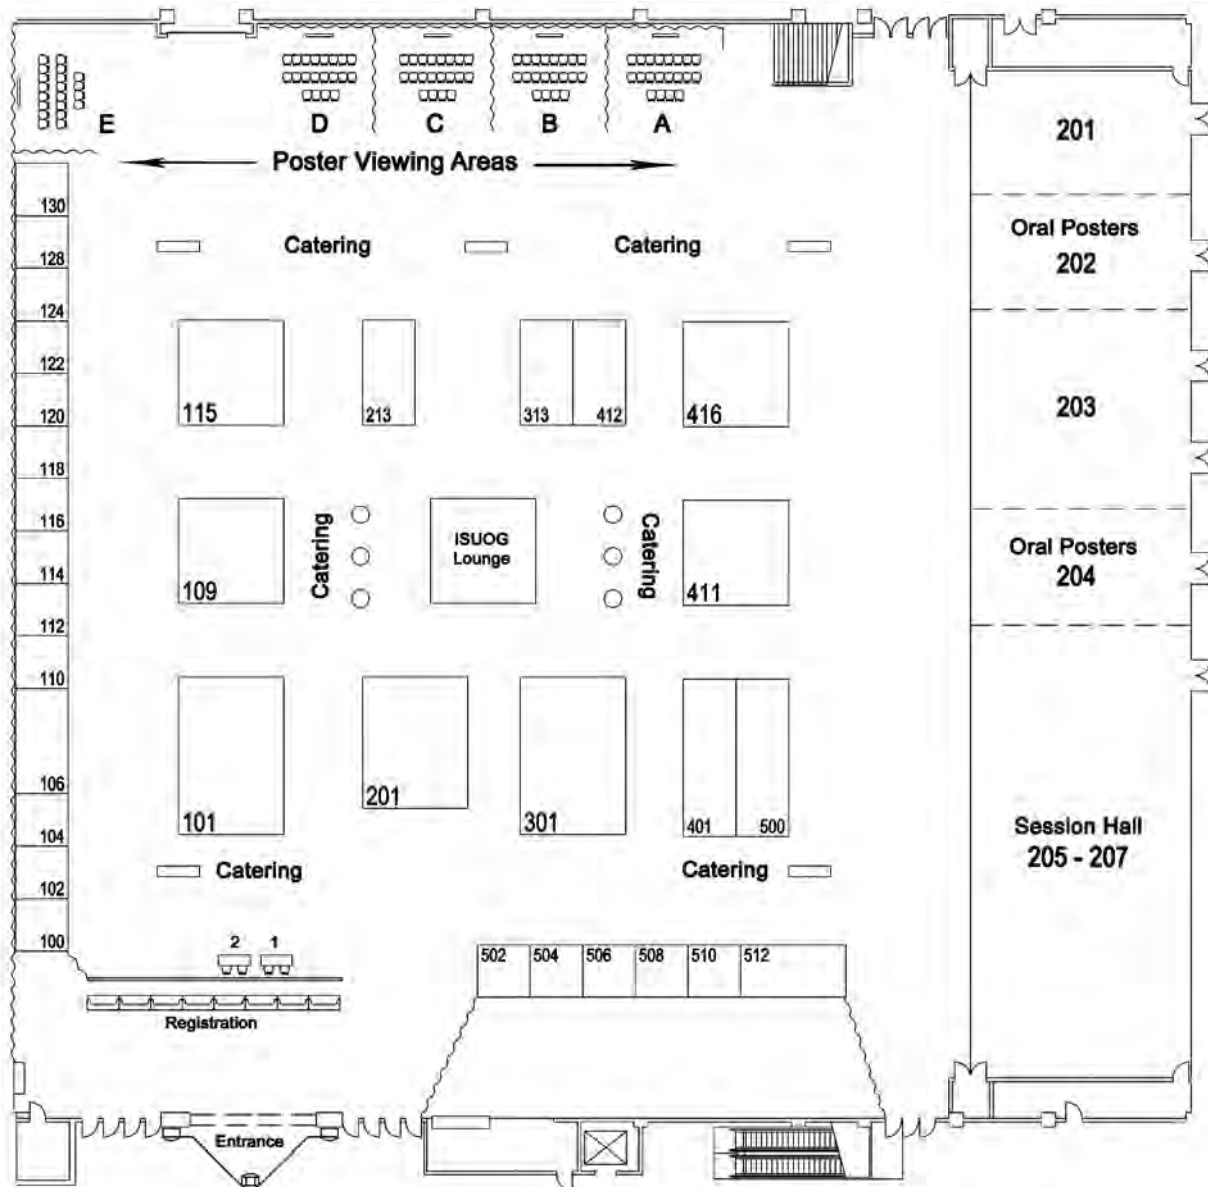 E
D
C
B
A
Poster Viewing Areas
201
130
Oral Posters
202
Catering
Catering
128
124
122
120
115
213
313
412
416
203
118
116
114
112
110
109
Catering
ISUOG
Lounge
Catering
411
Oral Posters
204
106
104
102
100
101
201
301
401
500
Session Hall
205 - 207
Catering
Catering
2
1
502
504
506
508
510
512
Registration
Entrance